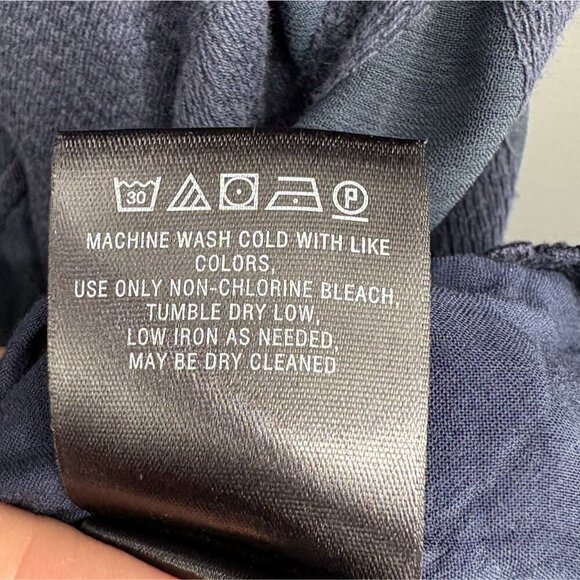 30 P
MACHINE WASH COLD WITH LIKE
COLORS,
USE ONLY NON-CHLORINE BLEACH,
TUMBLE DRY LOW,
LOW IRON AS NEEDED,
MAY BE DRY CLEANED